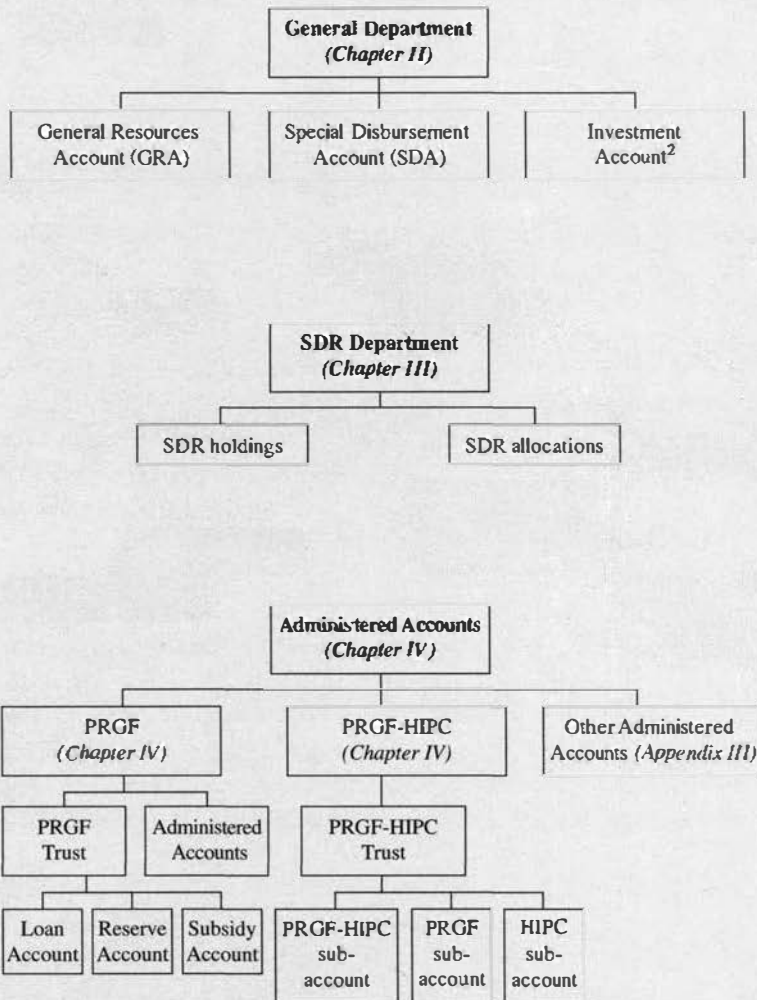 General Department
(Chapter II)
General Resources
Account (GRA)
Special Disbursement
Account (SDA)
Investment
Account²
SDR Department
(Chapter III)
SDR holdings
SDR allocations
Administered Accounts
(Chapter IV)
PRGF
(Chapter IV)
PRGF-HIPC
(Chapter IV)
Other Administered
Accounts (Appendix III)
PRGF
Trust
Administered
Accounts
PRGF-HIPC
Trust
Loan
Account
Reserve
Account
Subsidy
Account
PRGF-HIPC
sub-
account
PRGF
sub-
account
HIPC
sub-
account